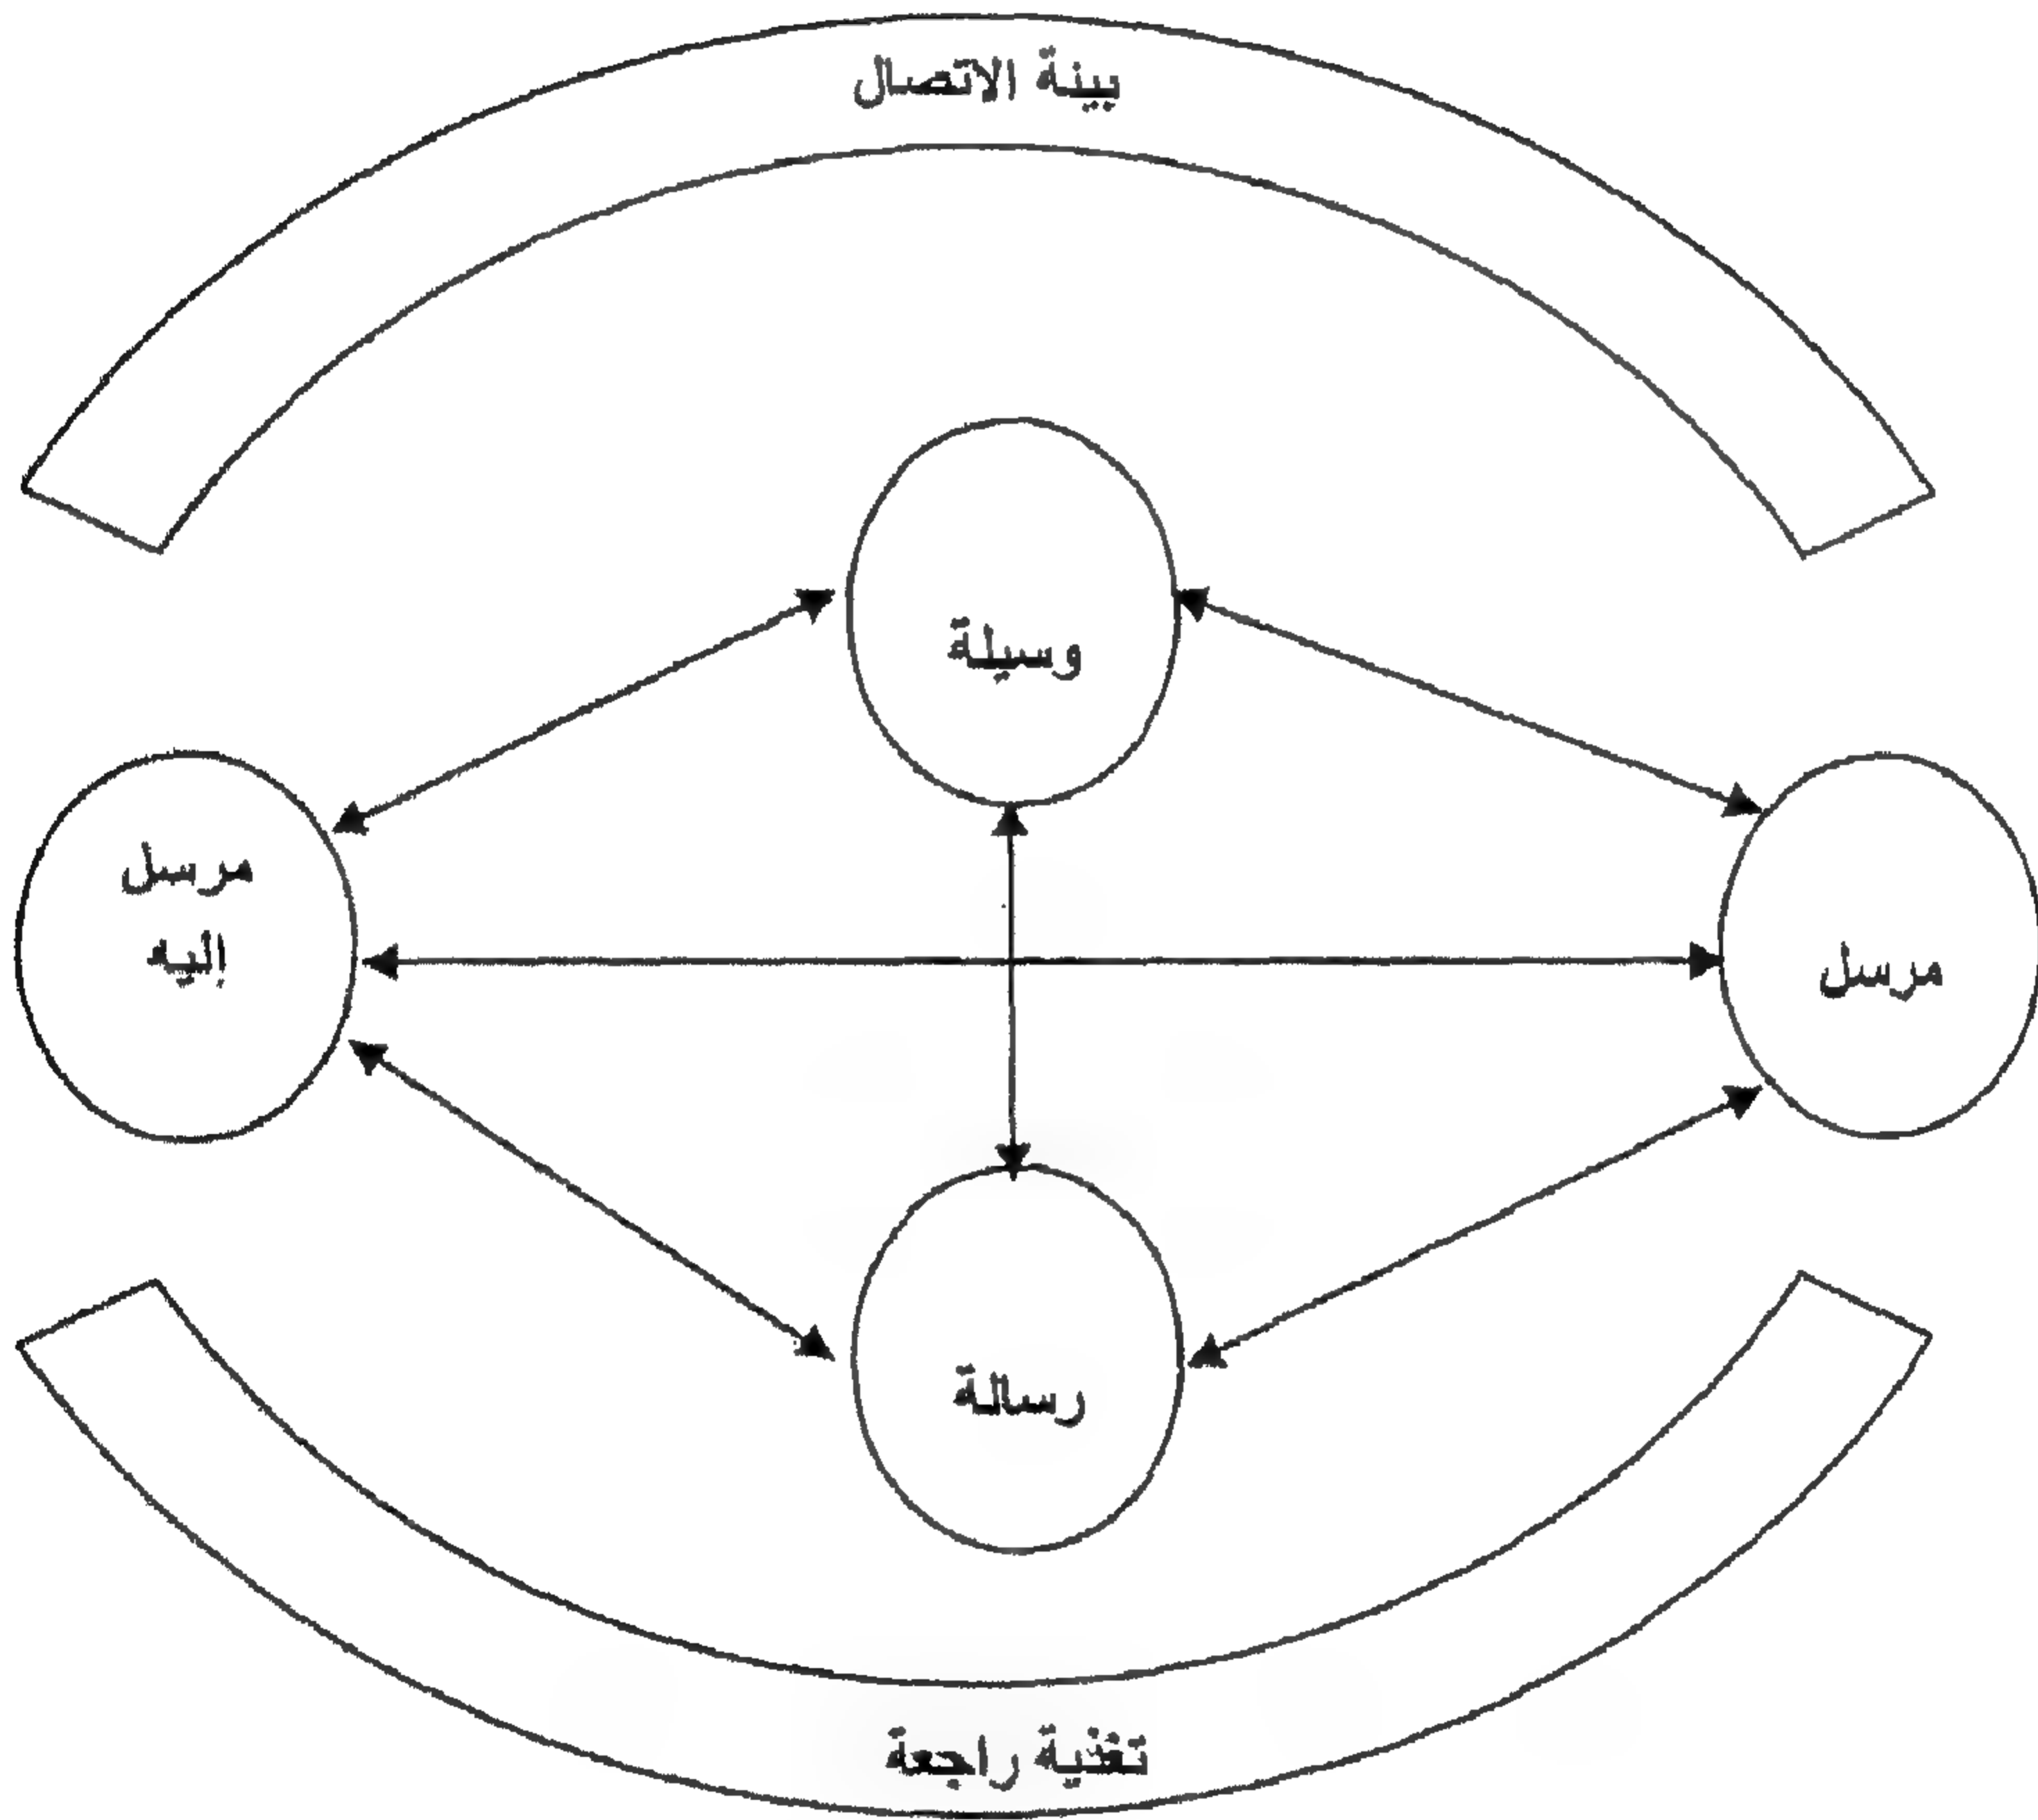 بيئة الاتصال
وسيلة
مرسل
إليه
مرسل
رسالة
تغذية راجعة